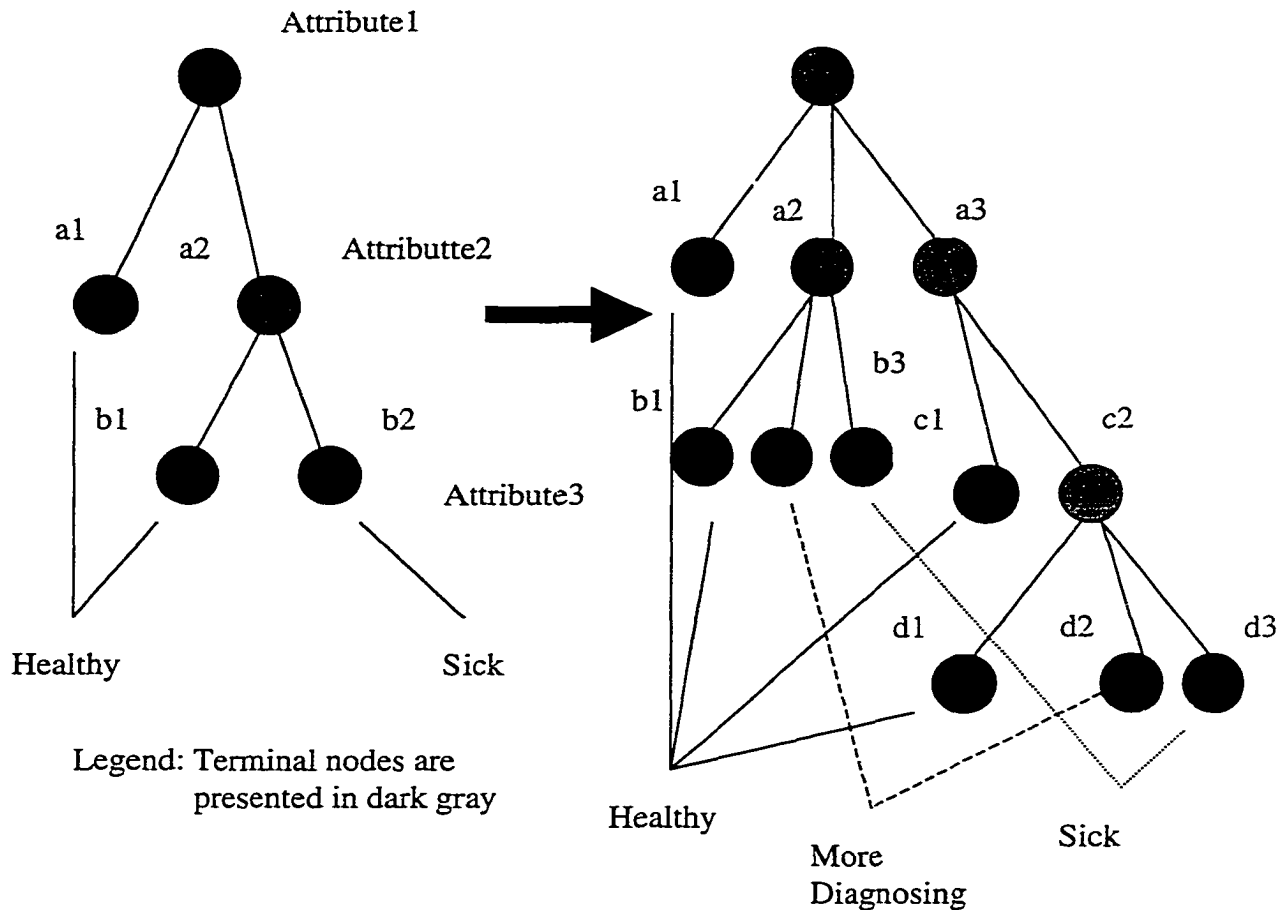 Attribute1
a1
a2
Attributte2
b1
b2
Attribute3
Healthy
Sick
Legend: Terminal nodes are
presented in dark gray
a1
a2
a3
b1
b3
c1
c2
d1
d2
d3
Healthy
More
Diagnosing
Sick